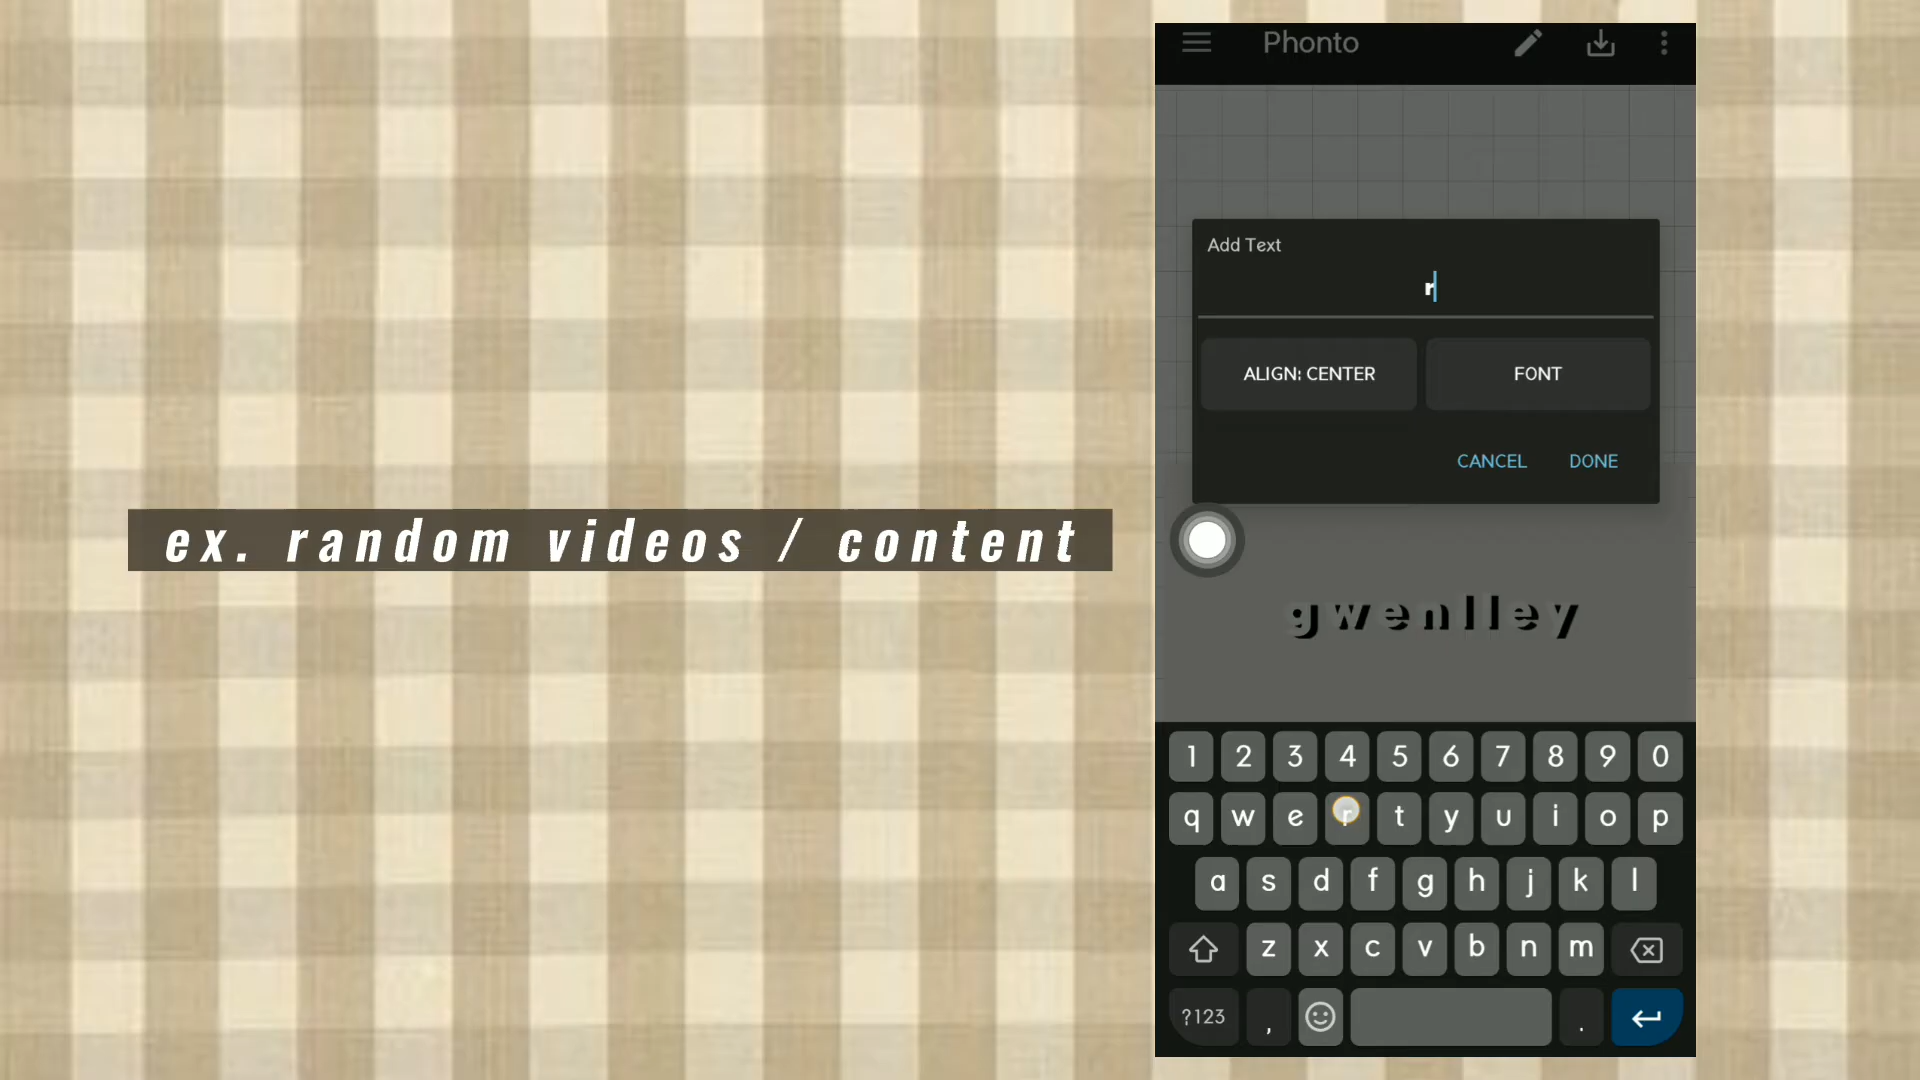 ex. random videos / content
Phonto
Add Text
r
ALIGN: CENTER FONT
CANCEL DONE
gwenlley
1 2 3 4 5 6 7 8 9 0
q w e r t y u i o p
a s d f g h j k l
z x c v b n m
?123 , .